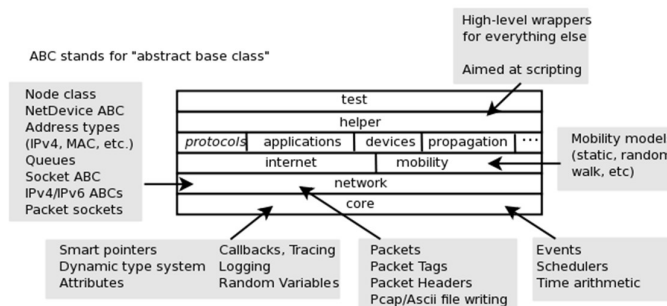 High-level wrappers
for everything else
Aimed at scripting
ABC stands for "abstract base class"
Node class
NetDevice ABC
Address types
(IPv4, MAC, etc.)
Queues
Socket ABC
IPv4/IPv6 ABCs
Packet sockets
test
helper
protocols applications devices propagation ...
internet mobility
network
core
Mobility model
(static, random
walk, etc)
Smart pointers
Dynamic type system
Attributes
Callbacks, Tracing
Logging
Random Variables
Packets
Packet Tags
Packet Headers
Pcap/Ascii file writing
Events
Schedulers
Time arithmetic